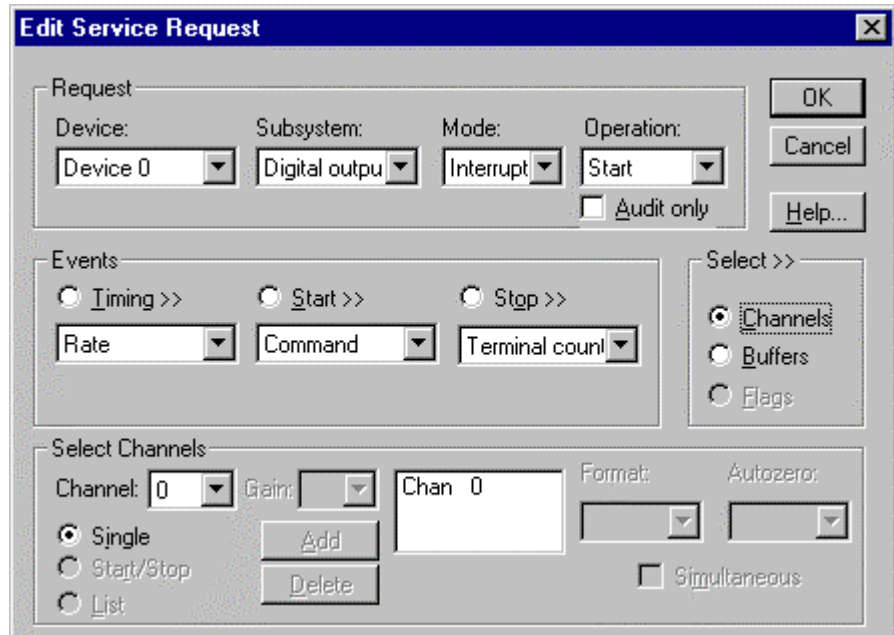 Edit Service Request
Request
Device: Subsystem: Mode: Operation:
Device 0 Digital outpu Interrupt Start
Audit only
OK
Cancel
Help...
Events
Timing >> Start >> Stop >>
Rate Command Terminal count
Select >>
Channels
Buffers
Flags
Select Channels
Channel: 0 Gain: Chan 0 Format: Autozero:
Single Add
Start/Stop Delete Simultaneous
List